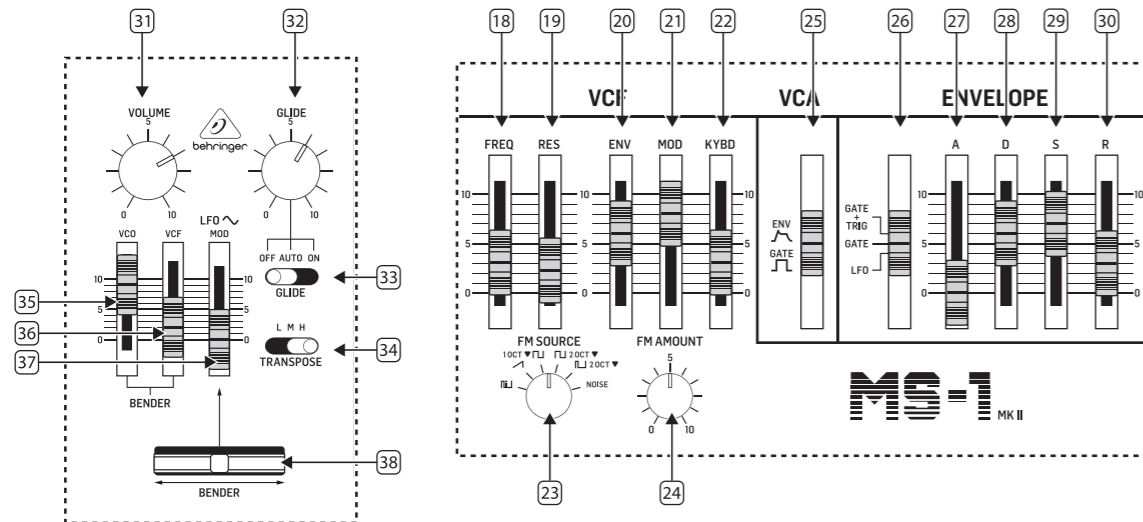 31 32
VOLUME GLIDE
5 5
behringer
0 10 0 10
LFO
VCO VCF MOD
OFF AUTO ON
10 10
33
GLIDE
35
5 5
36
L M H
34
0 0
TRANSPOSE
37
BENDER
38
BENDER
18 19 20 21 22 25 26 27 28 29 30
VCF VCA ENVELOPE
FREQ RES ENV MOD KYBD A D S R
10 10 10 10
GATE
+
TRIG
ENV
5 5 GATE 5 5
GATE
LFO
0 0 0 0
FM SOURCE FM AMOUNT
1 OCT ▼ 2 OCT ▼ 5
2 OCT ▼
NOISE
0 10
MS-1 MK II
23 24